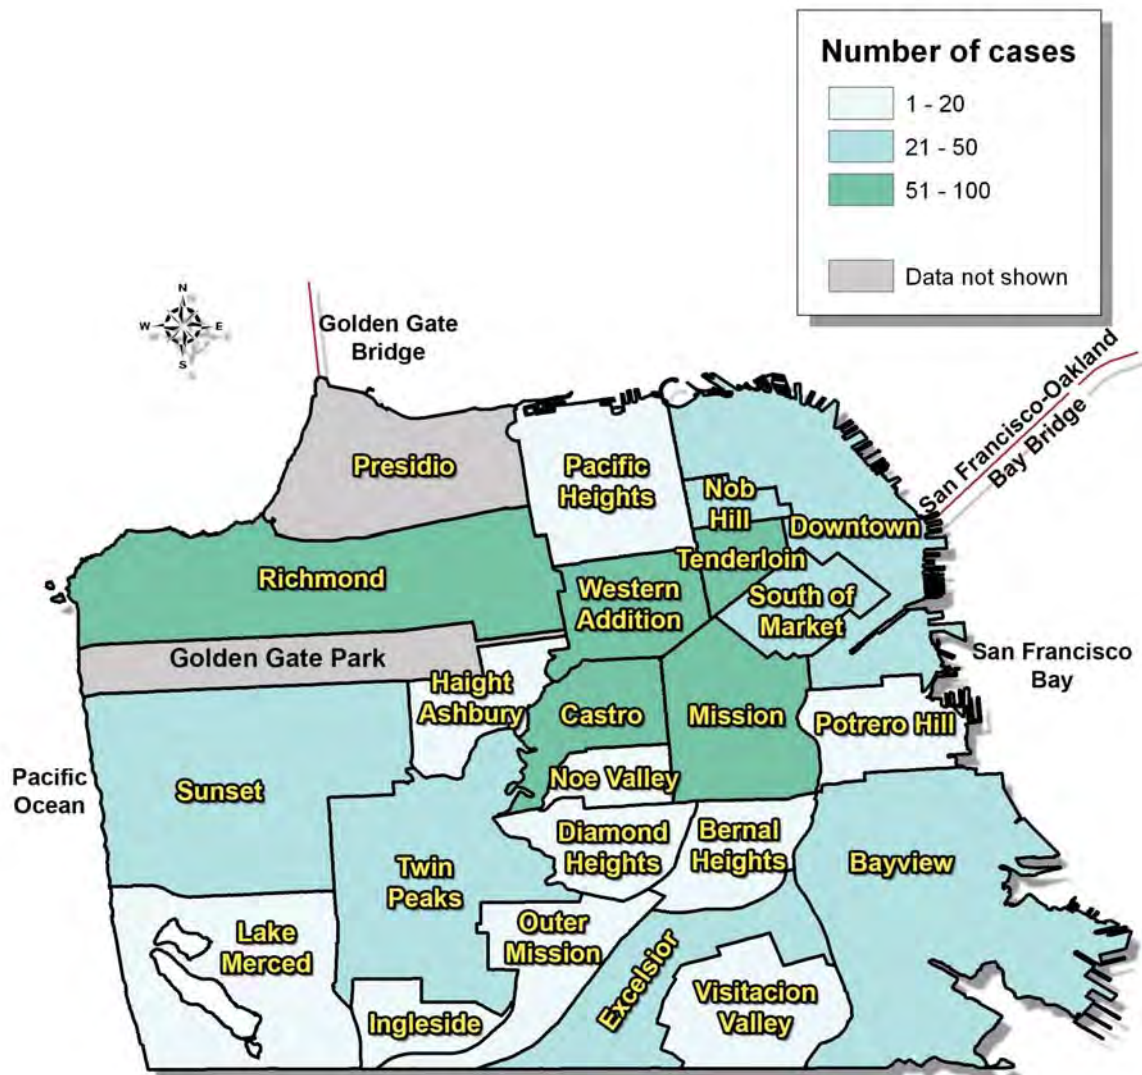 Number of cases
1 - 20
21 - 50
51 - 100
Data not shown
N
W E
S
Golden Gate
Bridge
San Francisco-Oakland
Bay Bridge
Presidio
Pacific
Heights
Nob
Hill
Downtown
Tenderloin
Richmond
Western
Addition
South of
Market
Golden Gate Park
San Francisco
Bay
Haight
Ashbury
Castro
Mission
Potrero Hill
Pacific
Ocean
Sunset
Noe Valley
Diamond
Heights
Bernal
Heights
Bayview
Twin
Peaks
Lake
Merced
Outer
Mission
Excelsior
Visitacion
Valley
Ingleside